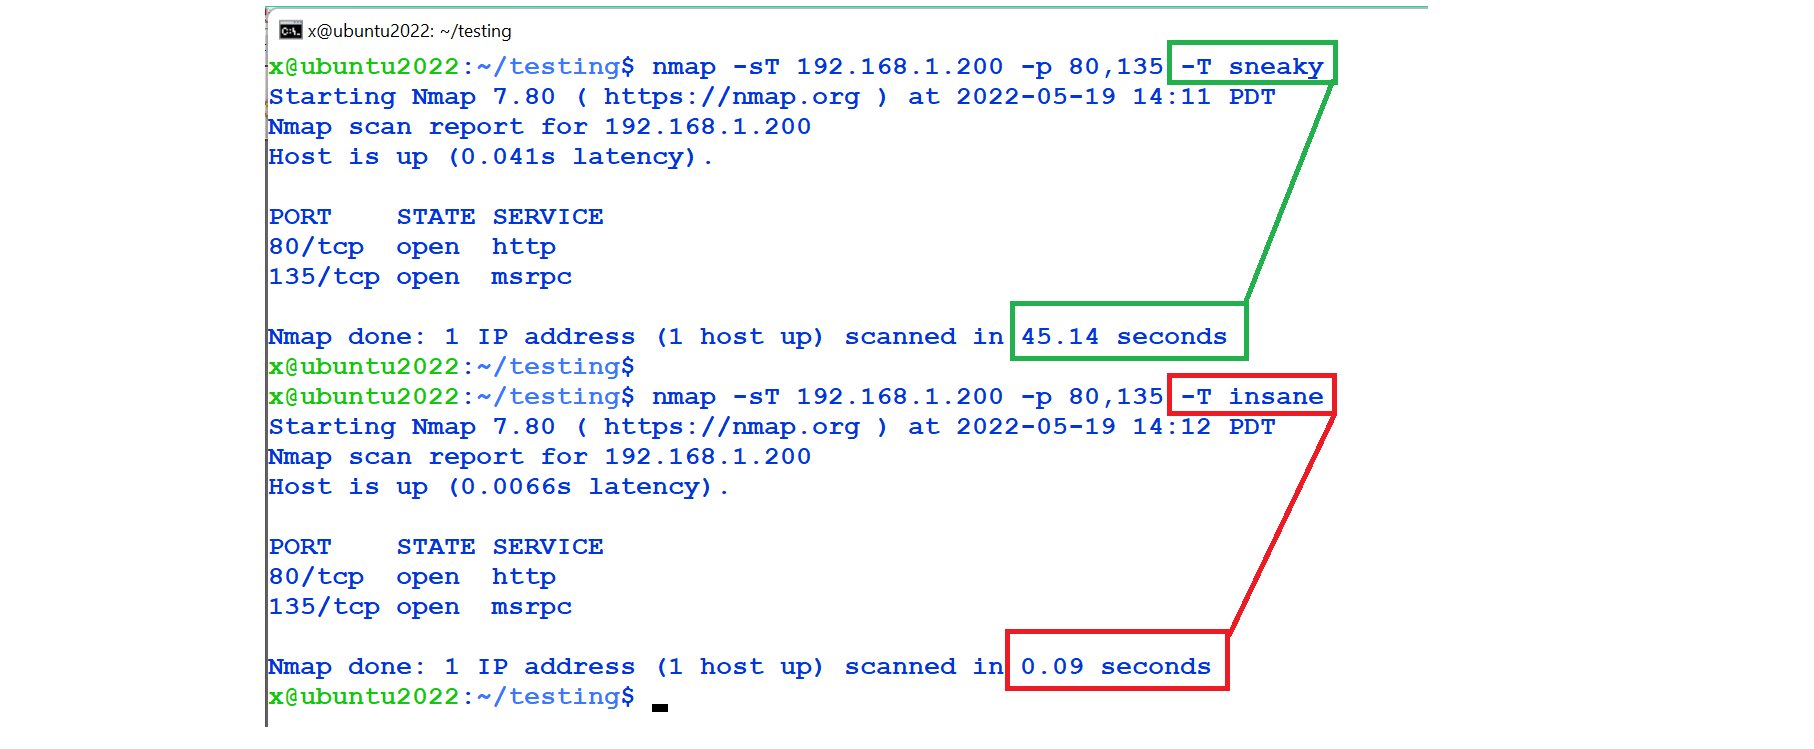 x@ubuntu2022: ~/testing
x@ubuntu2022:~/testing$ nmap -sT 192.168.1.200 -p 80,135 -T sneaky
Starting Nmap 7.80 ( https://nmap.org ) at 2022-05-19 14:11 PDT
Nmap scan report for 192.168.1.200
Host is up (0.041s latency).
PORT    STATE SERVICE
80/tcp  open  http
135/tcp open  msrpc
Nmap done: 1 IP address (1 host up) scanned in 45.14 seconds
x@ubuntu2022:~/testing$
x@ubuntu2022:~/testing$ nmap -sT 192.168.1.200 -p 80,135 -T insane
Starting Nmap 7.80 ( https://nmap.org ) at 2022-05-19 14:12 PDT
Nmap scan report for 192.168.1.200
Host is up (0.0066s latency).
PORT    STATE SERVICE
80/tcp  open  http
135/tcp open  msrpc
Nmap done: 1 IP address (1 host up) scanned in 0.09 seconds
x@ubuntu2022:~/testing$